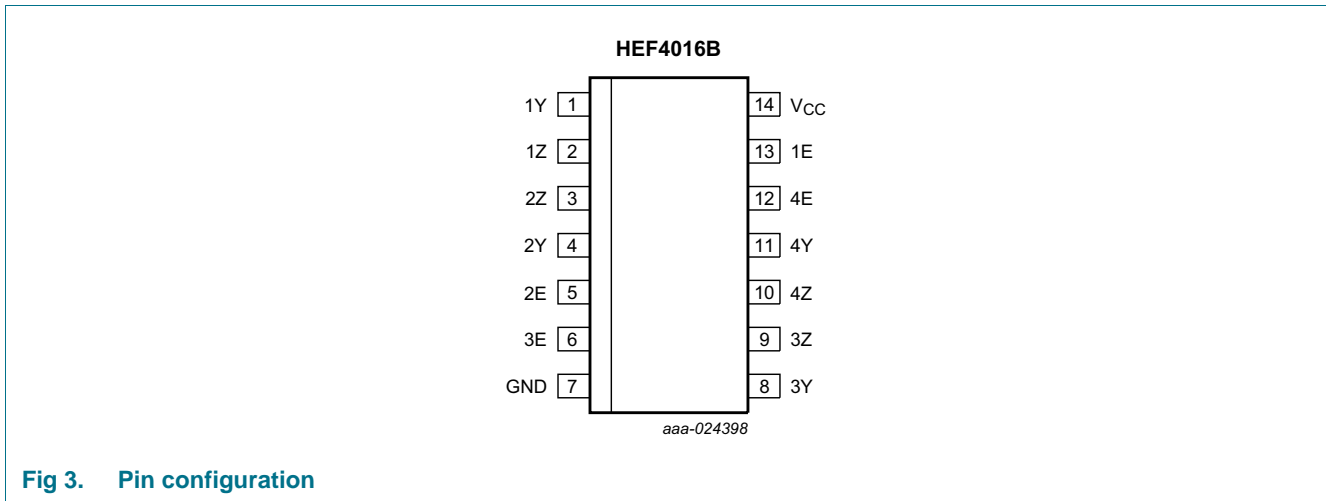 HEF4016B
1Y 1 14 VCC
1Z 2 13 1E
2Z 3 12 4E
2Y 4 11 4Y
2E 5 10 4Z
3E 6 9 3Z
GND 7 8 3Y
aaa-024398
Fig 3. Pin configuration